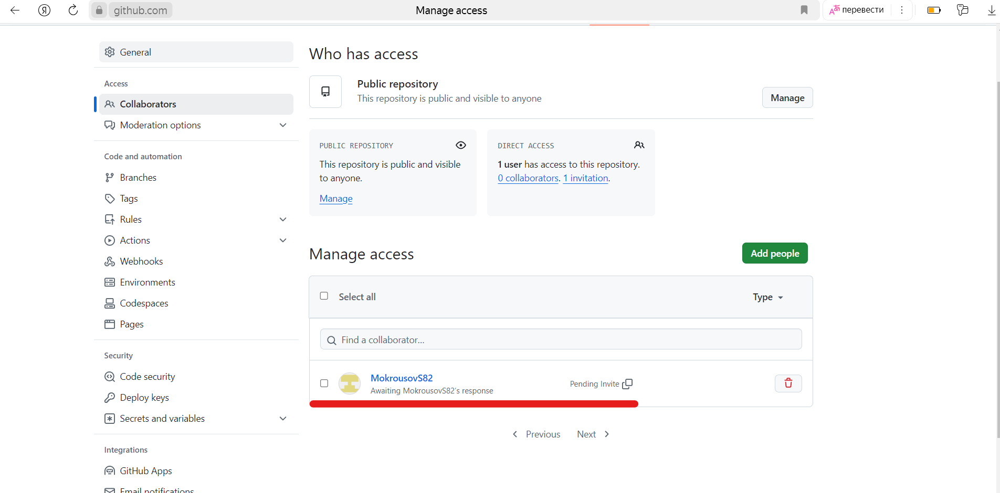 github.com
Manage access
перевести
General
Access
Collaborators
Moderation options
Code and automation
Branches
Tags
Rules
Actions
Webhooks
Environments
Codespaces
Pages
Security
Code security
Deploy keys
Secrets and variables
Integrations
GitHub Apps
Email notifications
Who has access
Public repository
This repository is public and visible to anyone
Manage
PUBLIC REPOSITORY
This repository is public and visible
to anyone.
Manage
DIRECT ACCESS
1 user has access to this repository.
0 collaborators. 1 invitation.
Manage access
Add people
Select all
Type
Find a collaborator...
MokrousovS82
Awaiting MokrousovS82's response
Pending Invite
Previous
Next